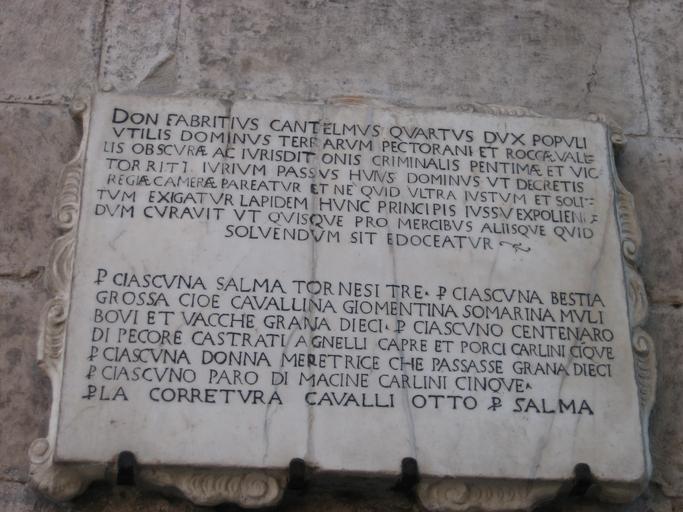 DON FABRITIVS CANTELMVS QVARTVS DVX POPVLI
VTILIS DOMINVS TERRARVM PECTORANI ET ROCCÆ VAL=
LIS OBSCVRÆ AC IVRISDITIONIS CRIMINALIS PENTIMÆ ET VIC=
TORRITI IVRIVM PASSVS HVIVS DOMINVS VT DECRETIS
REGIÆ CAMERÆ PAREATVR ET NE QVID VLTRA IVSTVM ET SOLI=
TVM EXIGATVR LAPIDEM HVNC PRINCIPIS IVSSV EXPOLIEN=
DVM CVRAVIT VT QVISQVE PRO MERCIBVS ALIISQVE QVID
SOLVENDVM SIT EDOCEATVR
P CIASCVNA SALMA TORNESI TRE. P CIASCVNA BESTIA
GROSSA CIOE CAVALLINA GIOMENTINA SOMARINA MVLI
BOVI ET VACCHE GRANA DIECI. P CIASCVNO CENTENARO
DI PECORE CASTRATI AGNELLI CAPRE ET PORCI CARLINI CIQVE
P CIASCVNA DONNA MERETRICE CHE PASSASSE GRANA DIECI
P CIASCVNO PARO DI MACINE CARLINI CINQVE.
P LA CORRETVRA CAVALLI OTTO P SALMA